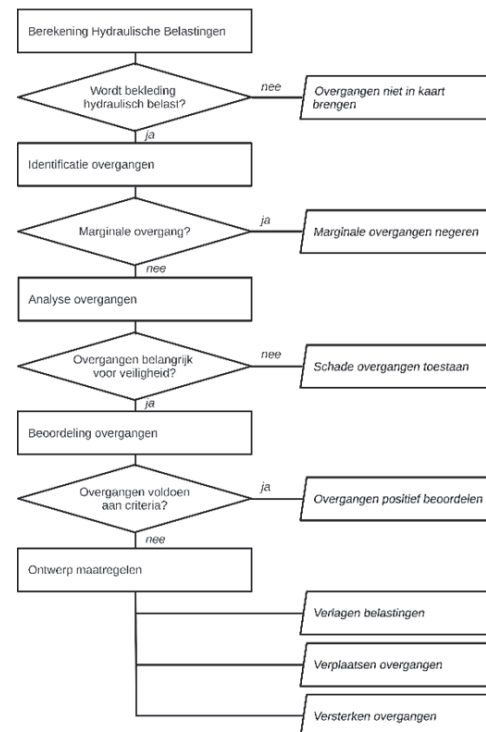 Berekening Hydraulische Belastingen
Wordt bekleding
hydraulisch belast?
nee
Overgangen niet in kaart
brengen
ja
Identificatie overgangen
Marginale overgang?
ja
Marginale overgangen negeren
nee
Analyse overgangen
Overgangen belangrijk
voor veiligheid?
nee
Schade overgangen toestaan
ja
Beoordeling overgangen
Overgangen voldoen
aan criteria?
ja
Overgangen positief beoordelen
nee
Ontwerp maatregelen
Verlagen belastingen
Verplaatsen overgangen
Versterken overgangen